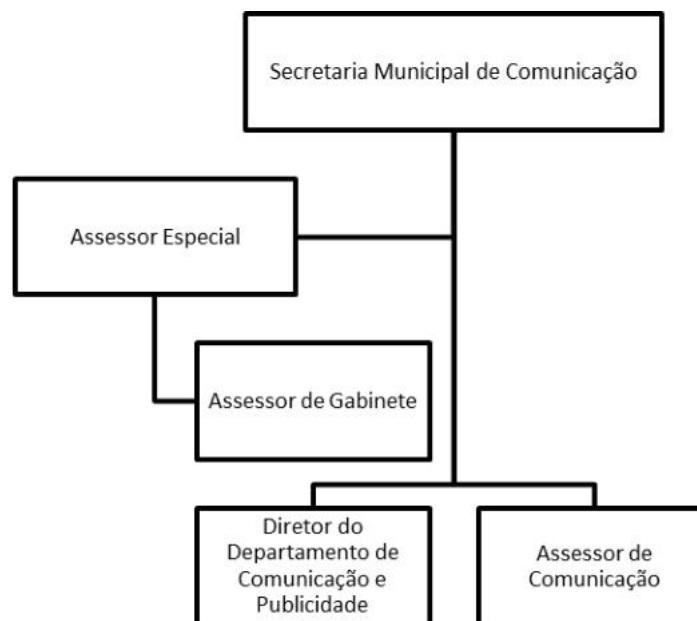 Secretaria Municipal de Comunicação
Assessor Especial
Assessor de Gabinete
Diretor do
Departamento de
Comunicação e
Publicidade
Assessor de
Comunicação